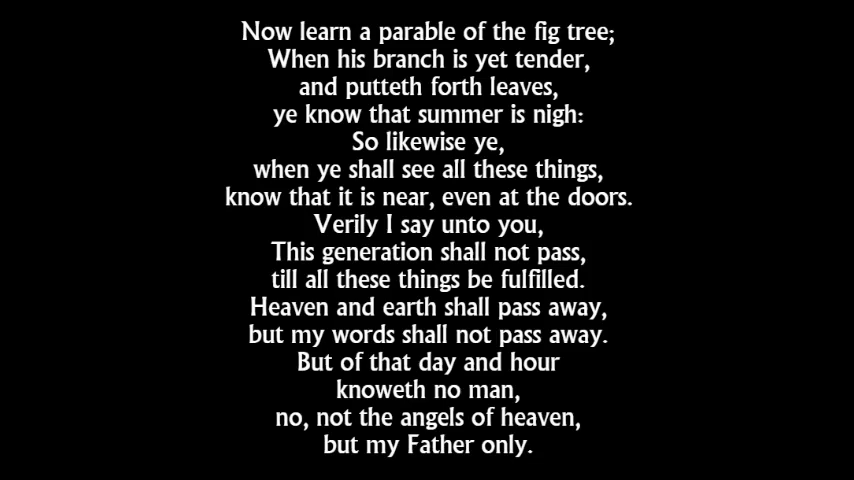 Now learn a parable of the fig tree;
When his branch is yet tender,
and putteth forth leaves,
ye know that summer is nigh:
So likewise ye,
when ye shall see all these things,
know that it is near, even at the doors.
Verily I say unto you,
This generation shall not pass,
till all these things be fulfilled.
Heaven and earth shall pass away,
but my words shall not pass away.
But of that day and hour
knoweth no man,
no, not the angels of heaven,
but my Father only.